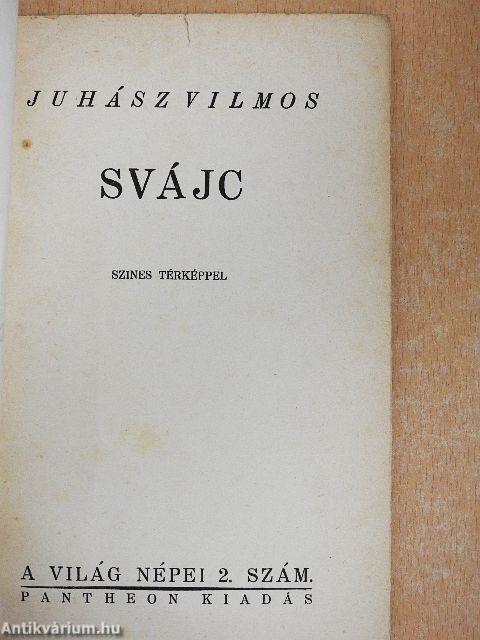 JUHÁSZ VILMOS
SVÁJC
SZINES TÉRKÉPPEL
A VILÁG NÉPEI 2. SZÁM.
PANTHEON KIADÁS
Antikvárium.hu